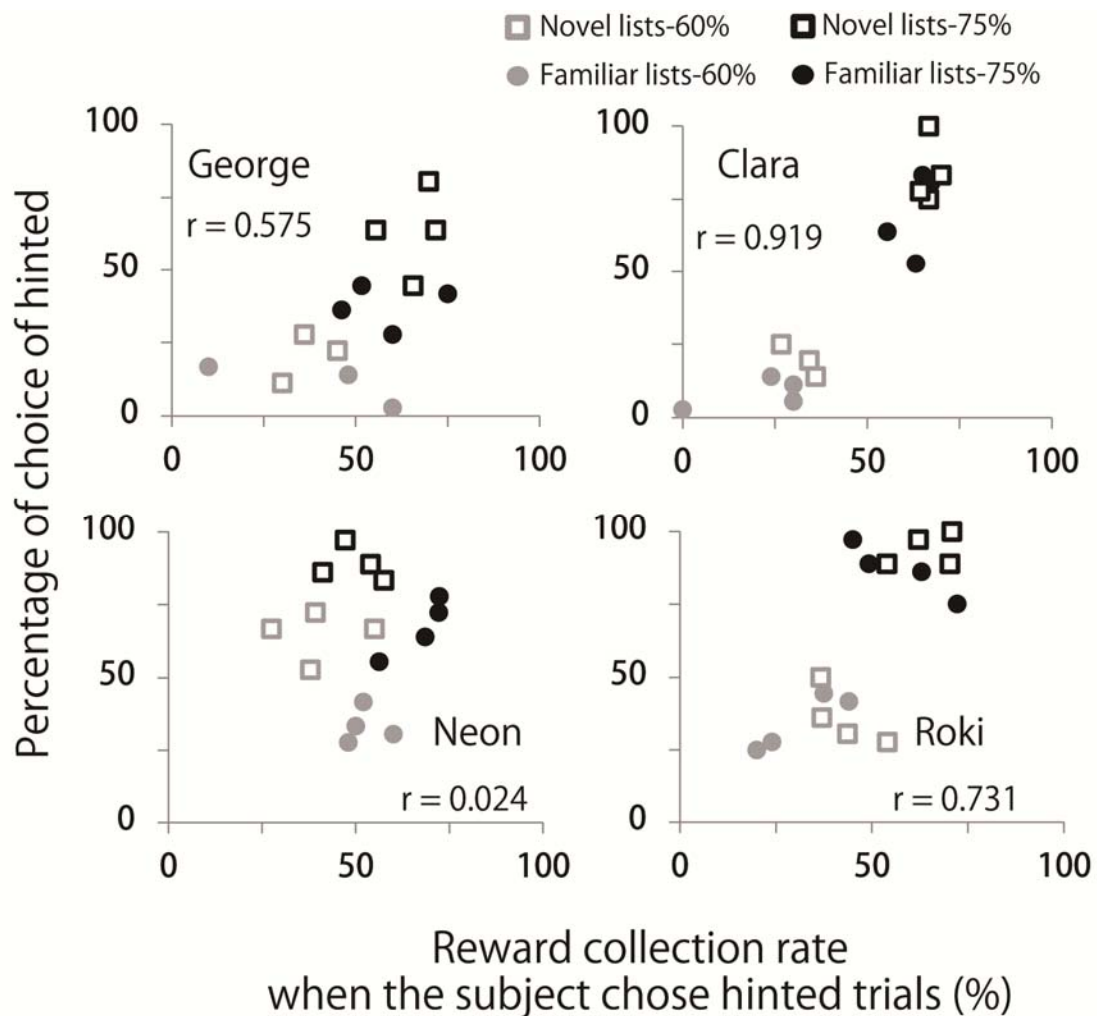 Novel lists-60% Novel lists-75%
Familiar lists-60% Familiar lists-75%
Percentage of choice of hinted
100
50
0
0 50 100
George
r = 0.575
100
50
0
0 50 100
Clara
r = 0.919
100
50
0
0 50 100
Neon
r = 0.024
100
50
0
0 50 100
Roki
r = 0.731
Reward collection rate
when the subject chose hinted trials (%)